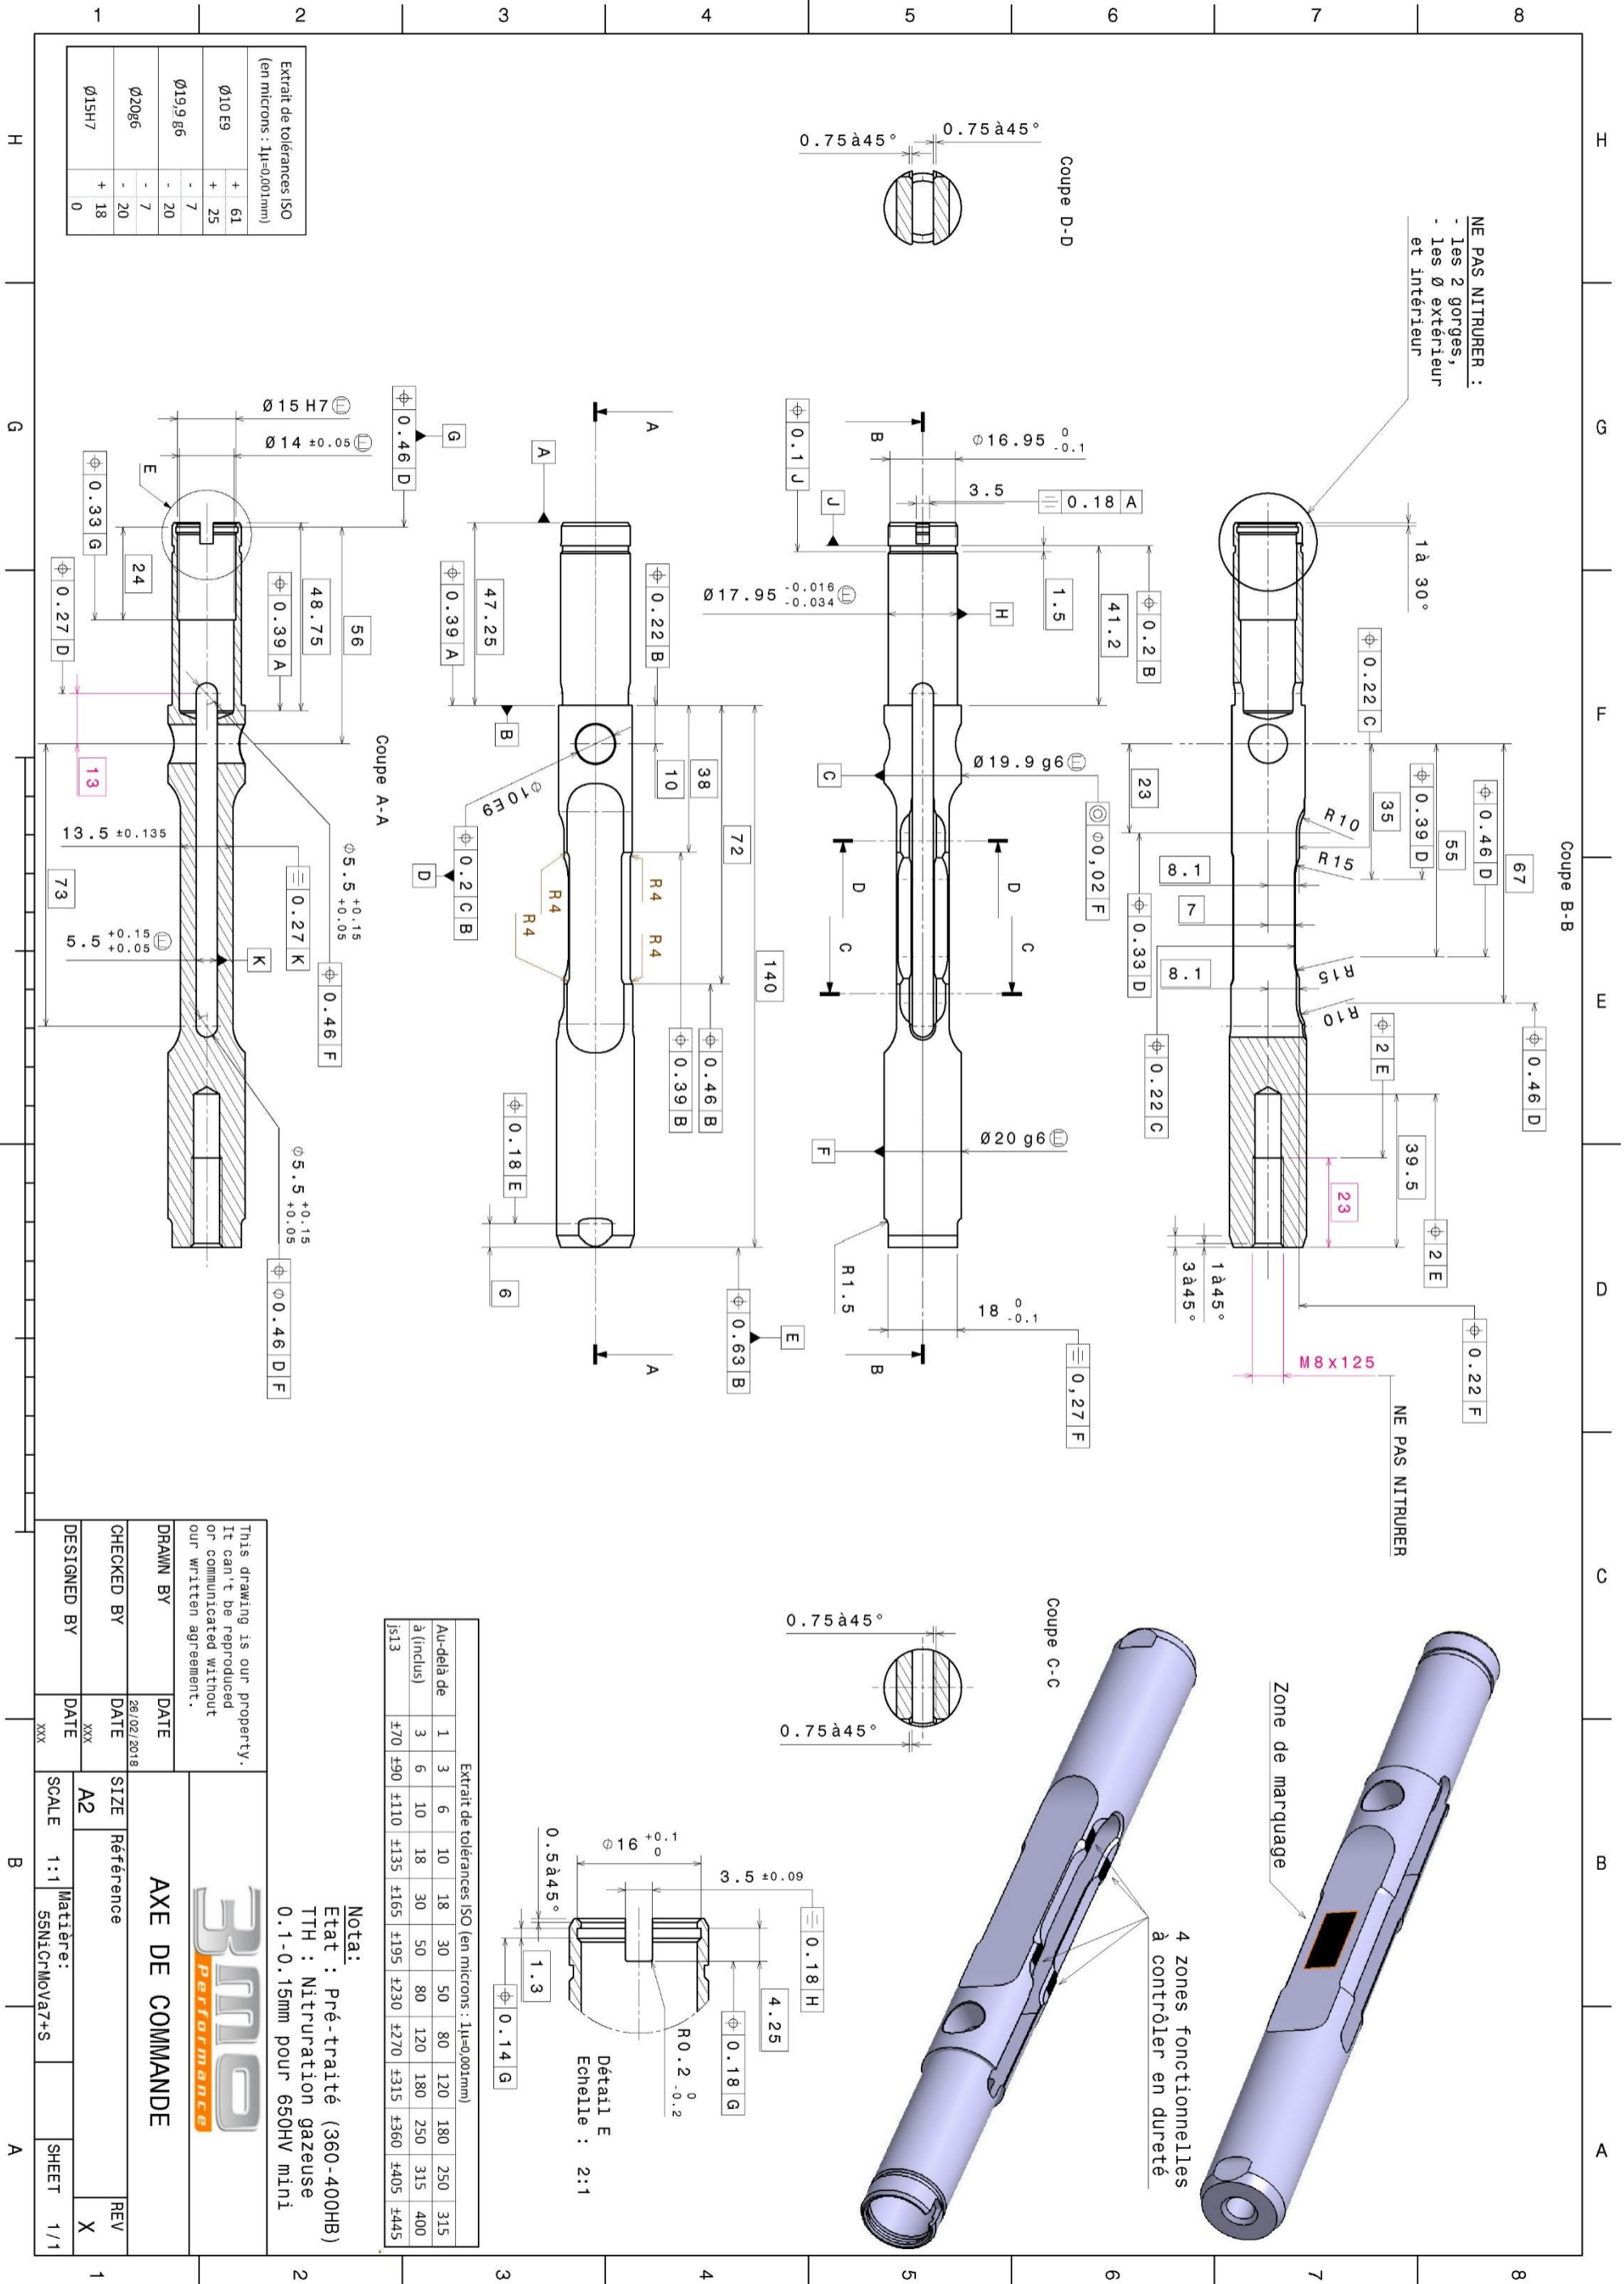 NE PAS NITRURER :
- les 2 gorges,
- les Ø extérieur
et intérieur
Coupe D-D
0.75à45°
0.75à45°
Extrait de tolérances ISO
(en microns : 1µ=0,001mm)
Ø10 E9 + 61
+ 25
Ø19,9 g6 - 7
- 20
Ø20g6 - 7
- 20
Ø15H7 + 18
0
Coupe B-B
1 à 30°
0.22 C
35
0.39 D
55
0.46 D
67
0.46 D
23
0.33 D
R10
R15
8.1
7
8.1
R15
R10
0.22 C
2 E
39.5
2 E
23
1à45°
3à45°
M8x125
NE PAS NITRURER
0.22 F
B
B
Ø16.95 0 -0.1
3.5
0.18 A
0.1 J
J
1.5
41.2
0.2 B
Ø17.95 -0.016 -0.034 Ⓔ
H
Ø19.9 g6 Ⓔ
C
Ø0,02 F
D
D
C
C
Ø20 g6 Ⓔ
F
R1.5
18 0 -0.1
0,27 F
A
A
A
47.25
0.39 A
0.22 B
B
10
38
72
140
Ø10E9
0.2 C B
D
R4
R4
R4
R4
0.39 B
0.46 B
0.18 E
6
0.63 B
E
Coupe A-A
Ø15 H7 Ⓔ
Ø14 ±0.05 Ⓔ
0.46 D
G
0.33 G
E
24
48.75
0.39 A
56
0.27 D
13
13.5 ±0.135
0.27 K
73
5.5 +0.15 +0.05 Ⓔ
K
Ø5.5 +0.15 +0.05
0.46 F
Ø5.5 +0.15 +0.05
Ø0.46 D F
Zone de marquage
4 zones fonctionnelles
à contrôler en dureté
Coupe C-C
0.75à45°
0.75à45°
Détail E
Echelle : 2:1
Ø16 +0.1 0
3.5 ±0.09
0.18 H
4.25
0.18 G
0.5à45°
1.3
0.14 G
R0.2 0 -0.2
Extrait de tolérances ISO (en microns : 1µ=0,001mm)
Au-delà de 1 3 6 10 18 30 50 80 120 180 250 315
à (inclus) 3 6 10 18 30 50 80 120 180 250 315 400
js13 ±70 ±90 ±110 ±135 ±165 ±195 ±230 ±270 ±315 ±360 ±405 ±445
Nota:
Etat : Pré-traité (360-400HB)
TTH : Nitruration gazeuse
0.1-0.15mm pour 650HV mini
This drawing is our property.
It can't be reproduced
or communicated without
our written agreement.
DRAWN BY DATE
26/02/2018
CHECKED BY DATE
xxx
DESIGNED BY DATE
xxx
3MO
Performance
AXE DE COMMANDE
SIZE
A2
Référence
REV
X
SCALE 1:1
Matière:
55NiCrMoVa7+S
SHEET 1/1
1 2 3 4 5 6 7 8
1 2 3 4 5 6 7 8
H G F E D C B A
H G B A